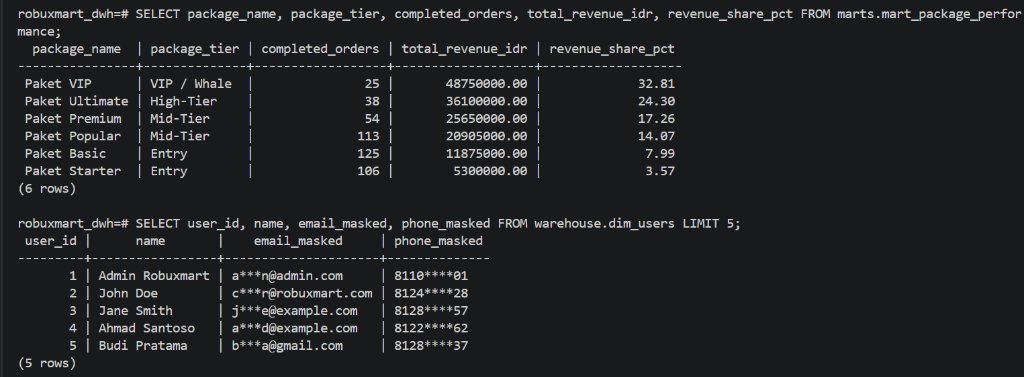 robuxmart_dwh=# SELECT package_name, package_tier, completed_orders, total_revenue_idr, revenue_share_pct FROM marts.mart_package_perfor
mance;
  package_name  | package_tier | completed_orders | total_revenue_idr | revenue_share_pct
----------------+--------------+------------------+-------------------+-------------------
 Paket VIP      | VIP / Whale  |               25 |       48750000.00 |             32.81
 Paket Ultimate | High-Tier    |               38 |       36100000.00 |             24.30
 Paket Premium  | Mid-Tier     |               54 |       25650000.00 |             17.26
 Paket Popular  | Mid-Tier     |              113 |       20905000.00 |             14.07
 Paket Basic    | Entry        |              125 |       11875000.00 |              7.99
 Paket Starter  | Entry        |              106 |        5300000.00 |              3.57
(6 rows)
robuxmart_dwh=# SELECT user_id, name, email_masked, phone_masked FROM warehouse.dim_users LIMIT 5;
 user_id |      name       |    email_masked     | phone_masked
---------+-----------------+---------------------+--------------
       1 | Admin Robuxmart | a***n@admin.com     | 8110****01
       2 | John Doe        | c***r@robuxmart.com | 8124****28
       3 | Jane Smith      | j***e@example.com   | 8128****57
       4 | Ahmad Santoso   | a***d@example.com   | 8122****62
       5 | Budi Pratama    | b***a@gmail.com     | 8128****37
(5 rows)